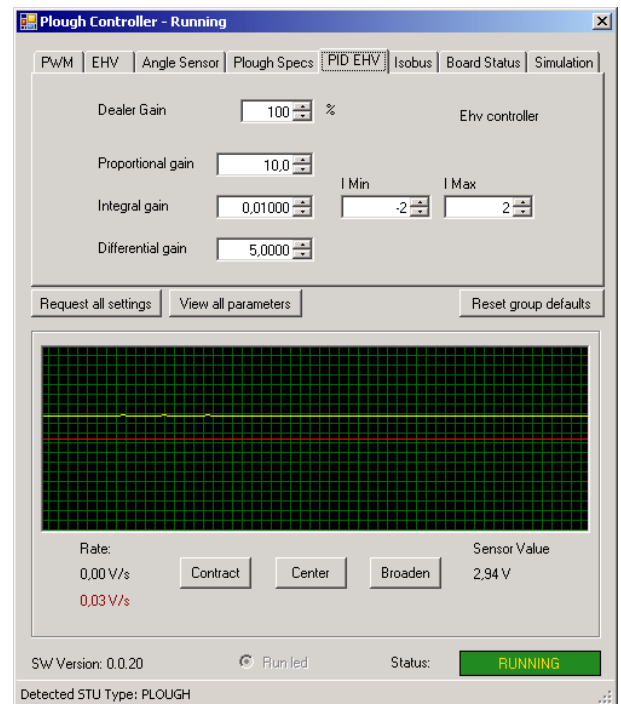 Plough Controller - Running
PWM EHV Angle Sensor Plough Specs PID EHV Isobus Board Status Simulation
Dealer Gain 100 % Ehv controller
Proportional gain 10,0
I Min I Max
Integral gain 0,01000 -2 2
Differential gain 5,0000
Request all settings View all parameters Reset group defaults
Rate: Sensor Value
0,00 V/s Contract Center Broaden 2,94 V
0,03 V/s
SW Version: 0.0.20 Run led Status: RUNNING
Detected STU Type: PLOUGH